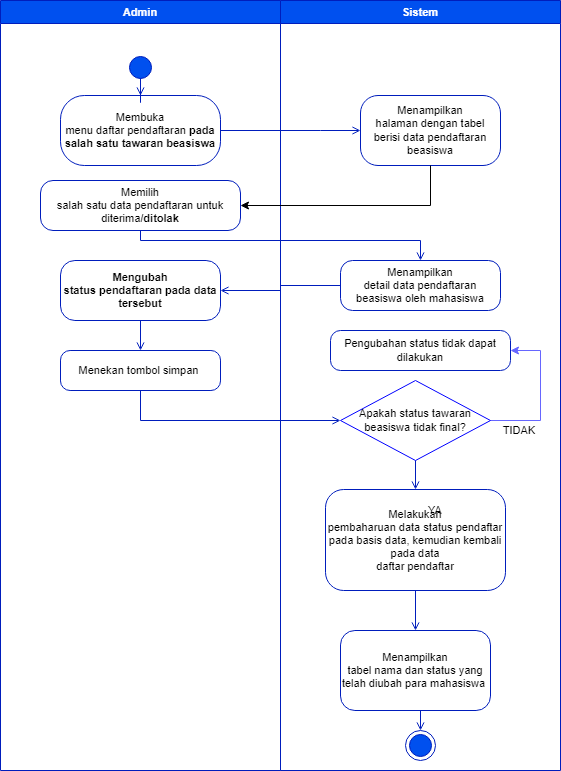 Admin
Sistem
Membuka
menu daftar pendaftaran pada
salah satu tawaran beasiswa
Menampilkan
halaman dengan tabel
berisi data pendaftaran
beasiswa
Memilih
salah satu data pendaftaran untuk
diterima/ditolak
Menampilkan
detail data pendaftaran
beasiswa oleh mahasiswa
Mengubah
status pendaftaran pada data
tersebut
Menekan tombol simpan
Pengubahan status tidak dapat
dilakukan
Apakah status tawaran
beasiswa tidak final?
TIDAK
YA
Melakukan
pembaharuan data status pendaftar
pada basis data, kemudian kembali
pada data
daftar pendaftar
Menampilkan
tabel nama dan status yang
telah diubah para mahasiswa